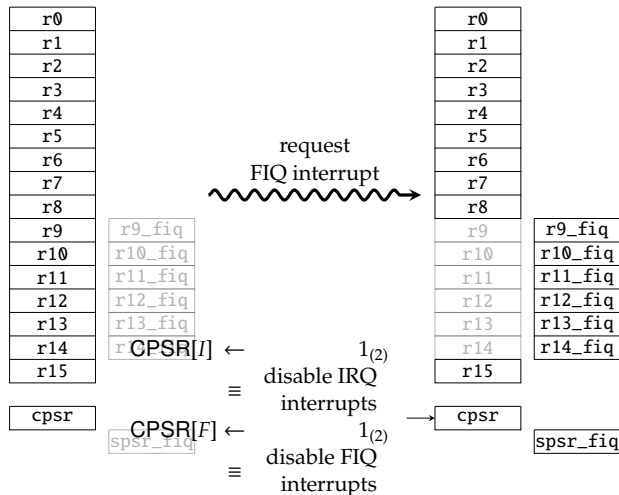 r0 r0
r1 r1
r2 r2
r3 r3
r4 r4
r5 r5
request
r6 r6
FIQ interrupt
r7 r7
r8 r8
r9 r9_fiq r9 r9_fiq
r10 r10_fiq r10 r10_fiq
r11 r11_fiq r11 r11_fiq
r12 r12_fiq r12 r12_fiq
r13 r13_fiq r13 r13_fiq
r14 r14_fiq r14 r14_fiq
CPSR[I] ← 1(2)
r15 r15
≡ disable IRQ
interrupts
cpsr → cpsr
CPSR[F] ← 1(2)
spsr_fiq spsr_fiq
≡ disable FIQ
interrupts